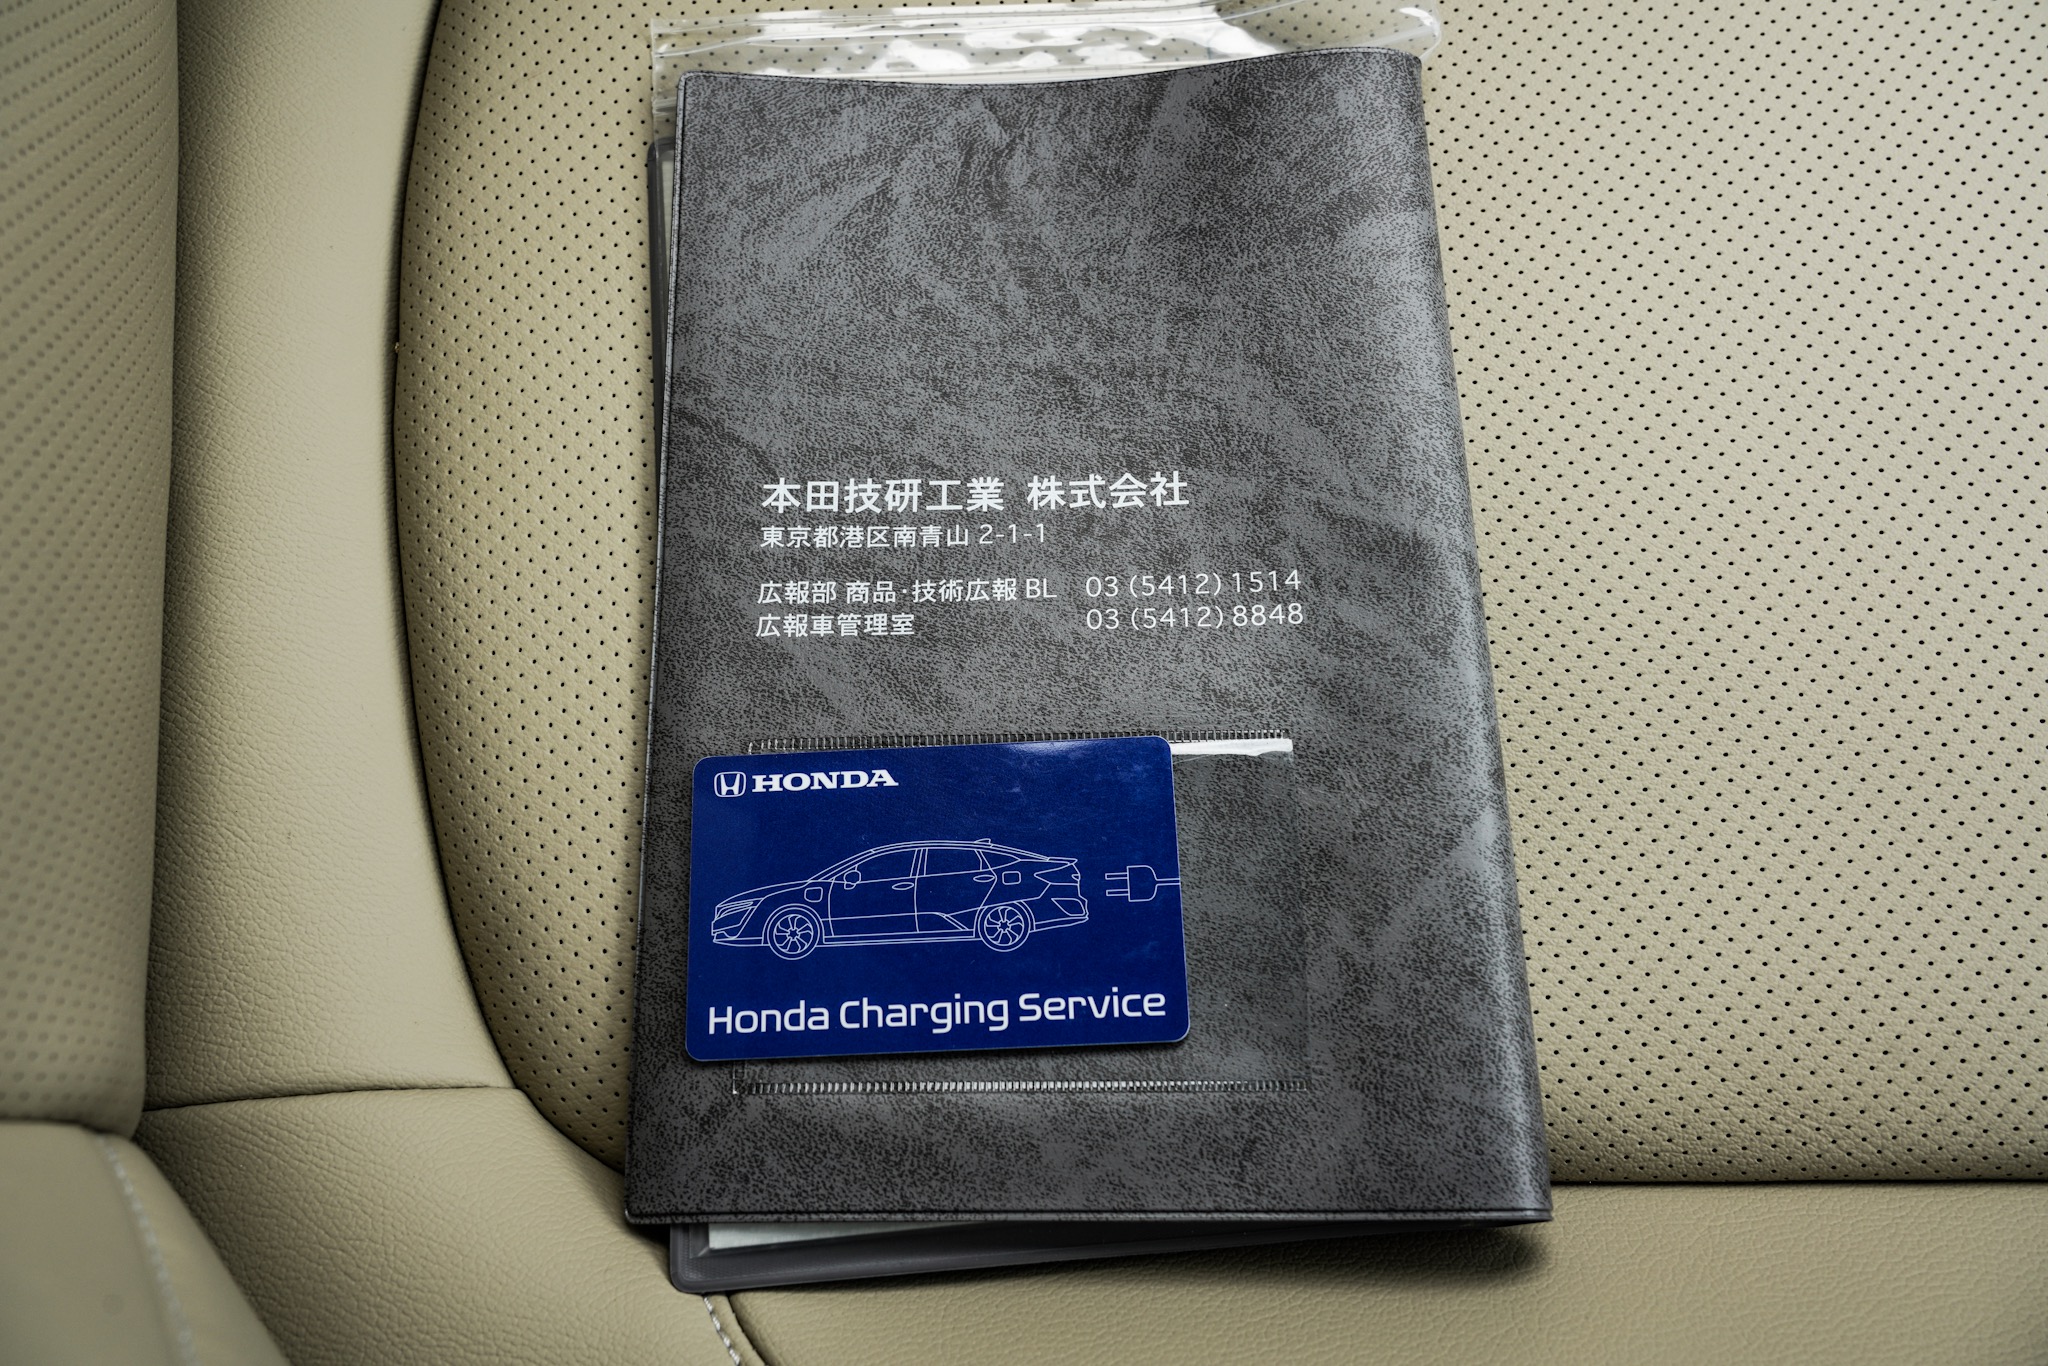 本田技研工業 株式会社
東京都港区南青山 2-1-1
広報部 商品・技術広報 BL 03 (5412) 1514
広報車管理室 03 (5412) 8848
HONDA
Honda Charging Service